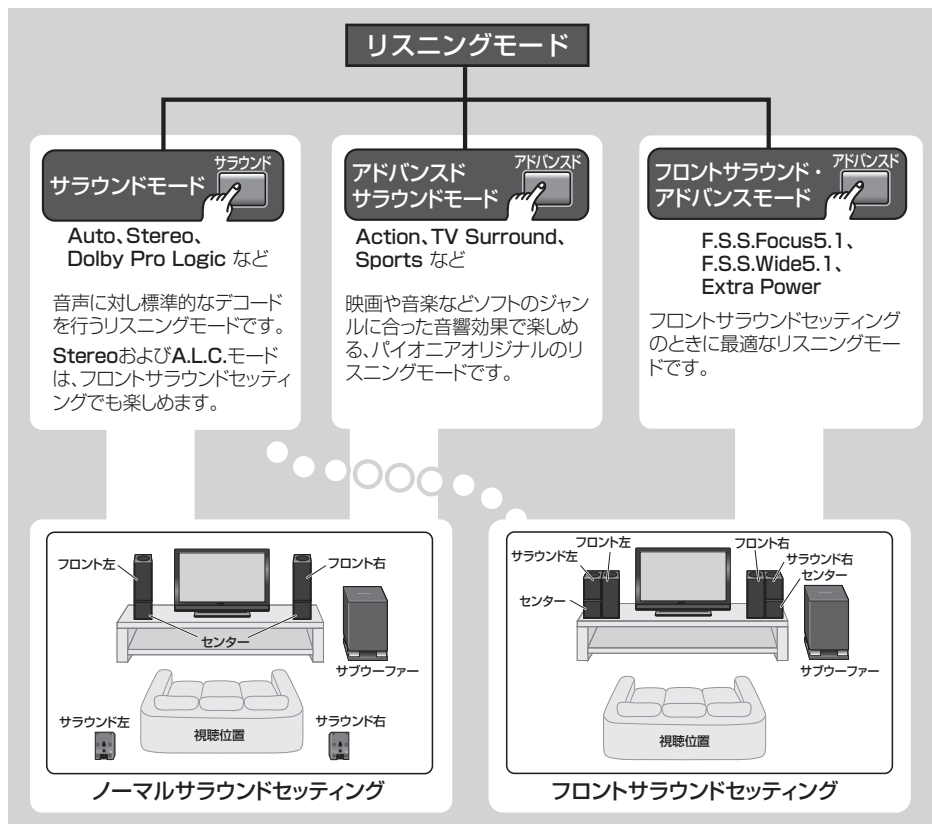 リスニングモード
サラウンドモード
サラウンド
Auto、Stereo、
Dolby Pro Logic など
音声に対し標準的なデコード
を行うリスニングモードです。
StereoおよびA.L.C.モード
は、フロントサラウンドセッティ
ングでも楽しめます。
アドバンスド
サラウンドモード
アドバンスド
Action、TV Surround、
Sports など
映画や音楽などソフトのジャン
ルに合った音響効果で楽しめ
る、パイオニアオリジナルのリ
スニングモードです。
フロントサラウンド・
アドバンスモード
アドバンスド
F.S.S.Focus5.1、
F.S.S.Wide5.1、
Extra Power
フロントサラウンドセッティング
のときに最適なリスニングモー
ドです。
フロント左
フロント右
センター
サブウーファー
サラウンド左
サラウンド右
視聴位置
ノーマルサラウンドセッティング
サラウンド左
フロント左
フロント右
サラウンド右
センター
センター
サブウーファー
視聴位置
フロントサラウンドセッティング